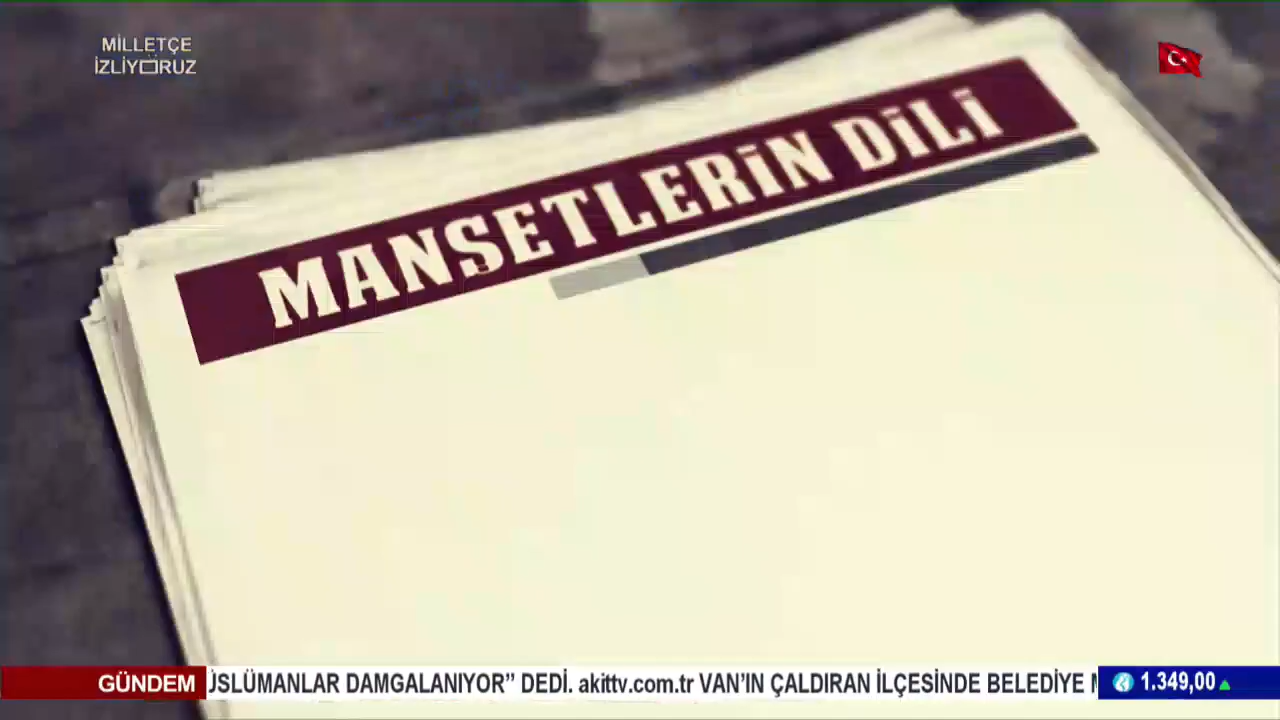 MİLLETÇE
İZLİYORUZ
MANŞETLERİN DİLİ
GÜNDEM
ÜSLÜMANLAR DAMGALANIYOR” DEDİ. akittv.com.tr VAN’IN ÇALDIRAN İLÇESİNDE BELEDİYE
1.349,00